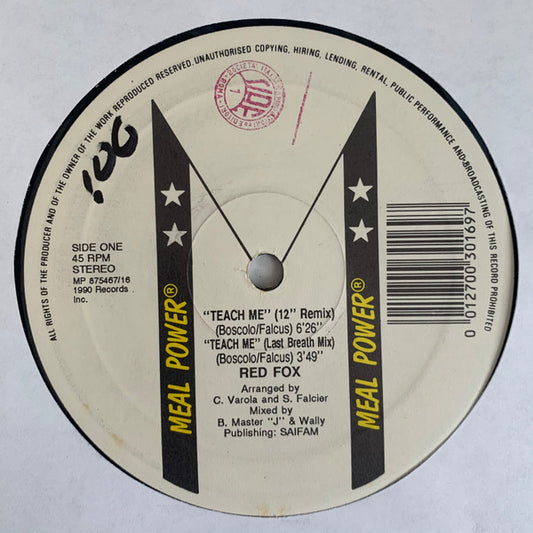 ALL RIGHTS OF THE PRODUCER AND OF THE OWNER OF THE WORK REPRODUCED RESERVED. UNAUTHORISED COPYING, HIRING, LENDING, RENTAL, PUBLIC PERFORMANCE AND BROADCASTING OF THIS RECORD PROHIBITED
SIAE
1
SIDE ONE
45 RPM
STEREO
MP 875467/16
1990 Records
Inc.
MEAL POWER®
MEAL POWER®
0 012700 301697
"TEACH ME" (12" Remix)
(Boscolo/Falcus) 6'26"
"TEACH ME" (Last Breath Mix)
(Boscolo/Falcus) 3'49"
RED FOX
Arranged by
C. Varola and S. Falcier
Mixed by
B. Master "J" & Wally
Publishing: SAIFAM